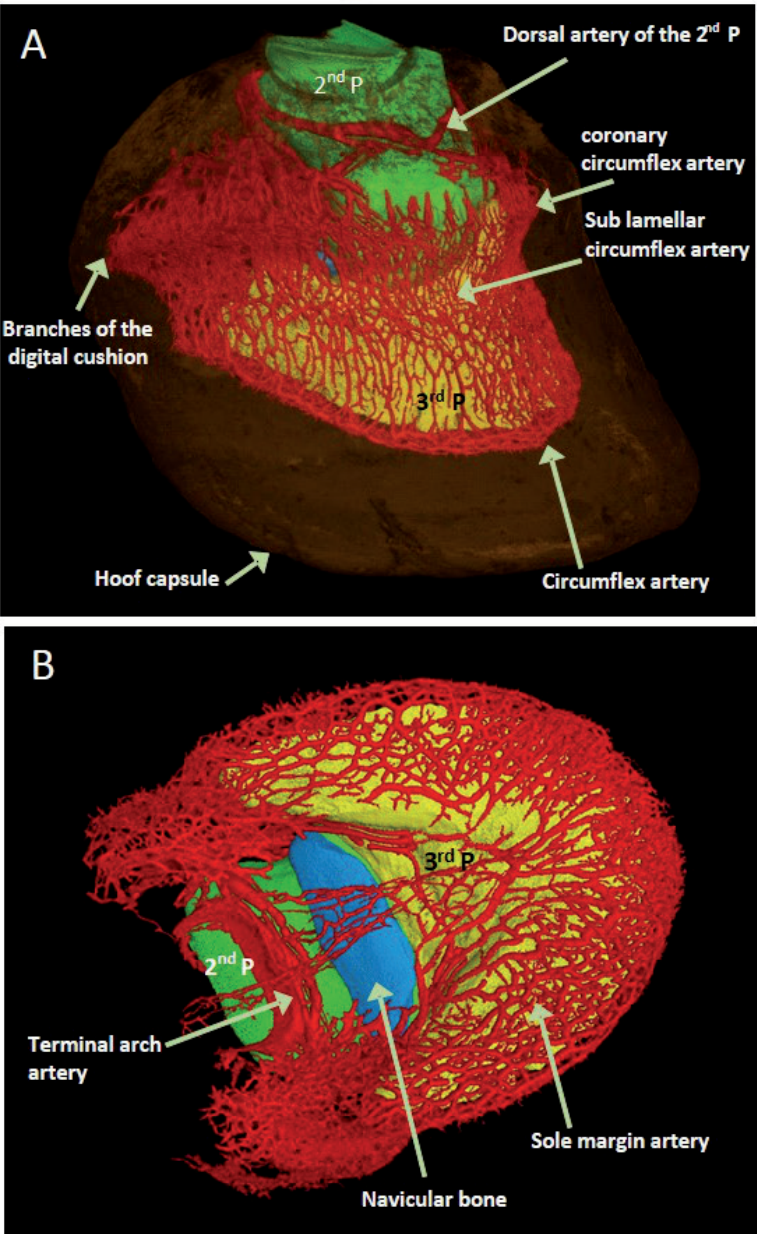 A
Dorsal artery of the 2nd P
2nd P
coronary
circumflex artery
Sub lamellar
circumflex artery
Branches of the
digital cushion
3rd P
Hoof capsule
Circumflex artery
B
3rd P
2nd P
Terminal arch
artery
Sole margin artery
Navicular bone